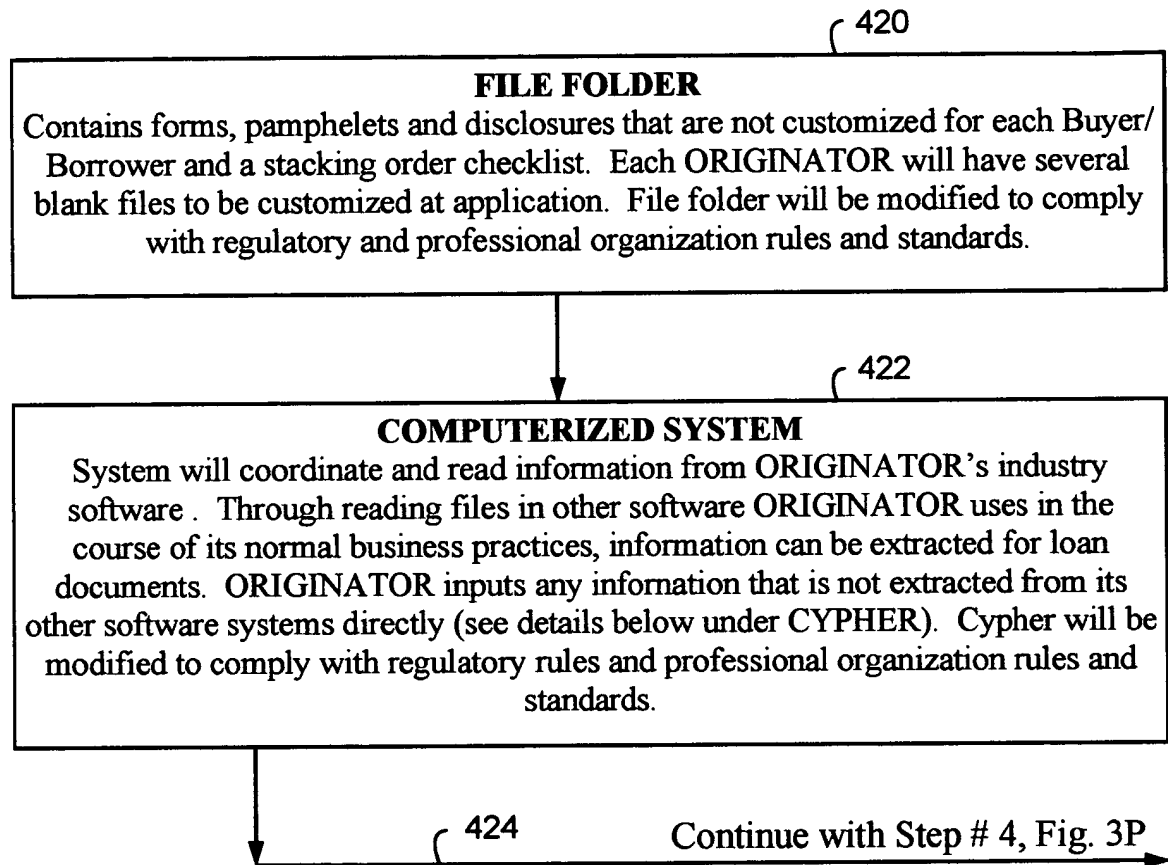 420
FILE FOLDER
Contains forms, pamphelets and disclosures that are not customized for each Buyer/
Borrower and a stacking order checklist. Each ORIGINATOR will have several
blank files to be customized at application. File folder will be modified to comply
with regulatory and professional organization rules and standards.
422
COMPUTERIZED SYSTEM
System will coordinate and read information from ORIGINATOR's industry
software . Through reading files in other software ORIGINATOR uses in the
course of its normal business practices, information can be extracted for loan
documents. ORIGINATOR inputs any infornation that is not extracted from its
other software systems directly (see details below under CYPHER). Cypher will be
modified to comply with regulatory rules and professional organization rules and
standards.
424
Continue with Step # 4, Fig. 3P